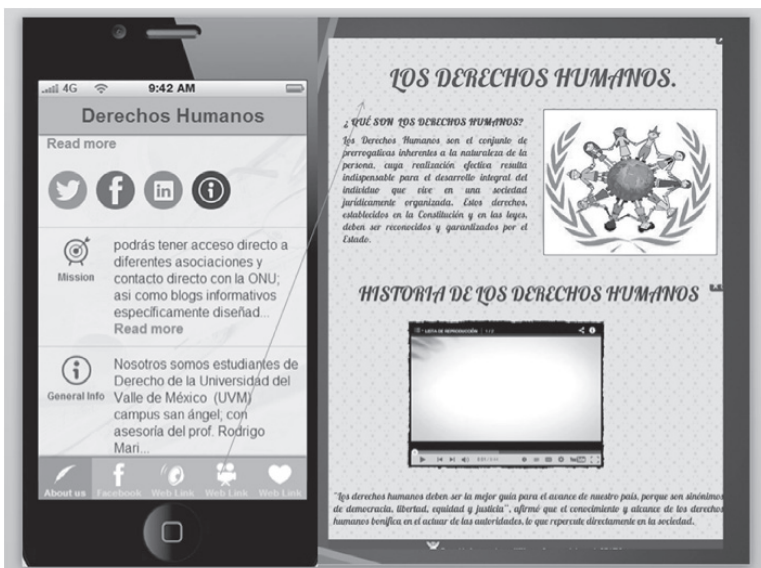 4G 9:42 AM
Derechos Humanos
Read more
Mission
podrás tener acceso directo a
diferentes asociaciones y
contacto directo con la ONU;
asi como blogs informativos
específicamente diseñad...
Read more
General Info
Nosotros somos estudiantes de
Derecho de la Universidad del
Valle de México (UVM)
campus san ángel; con
asesoría del prof. Rodrigo
Mari...
About us Facebook Web Link Web Link Web Link
LOS DERECHOS HUMANOS.
¿ QUÉ SON LOS DERECHOS HUMANOS?
Los Derechos Humanos son el conjunto de
prerrogativas inherentes a la naturaleza de la
persona, cuya realización efectiva resulta
indispensable para el desarrollo integral del
individuo que vive en una sociedad
jurídicamente organizada. Estos derechos,
establecidos en la Constitución y en las leyes,
deben ser reconocidos y garantizados por el
Estado.
HISTORIA DE LOS DERECHOS HUMANOS
LISTA DE REPRODUCCIÓN 1/2
"Los derechos humanos deben ser la mejor guía para el avance de nuestro país, porque son sinónimos
de democracia, libertad, equidad y justicia", afirmó que el conocimiento y alcance de los derechos
humanos bonifica en el actuar de las autoridades, lo que repercute directamente en la sociedad.